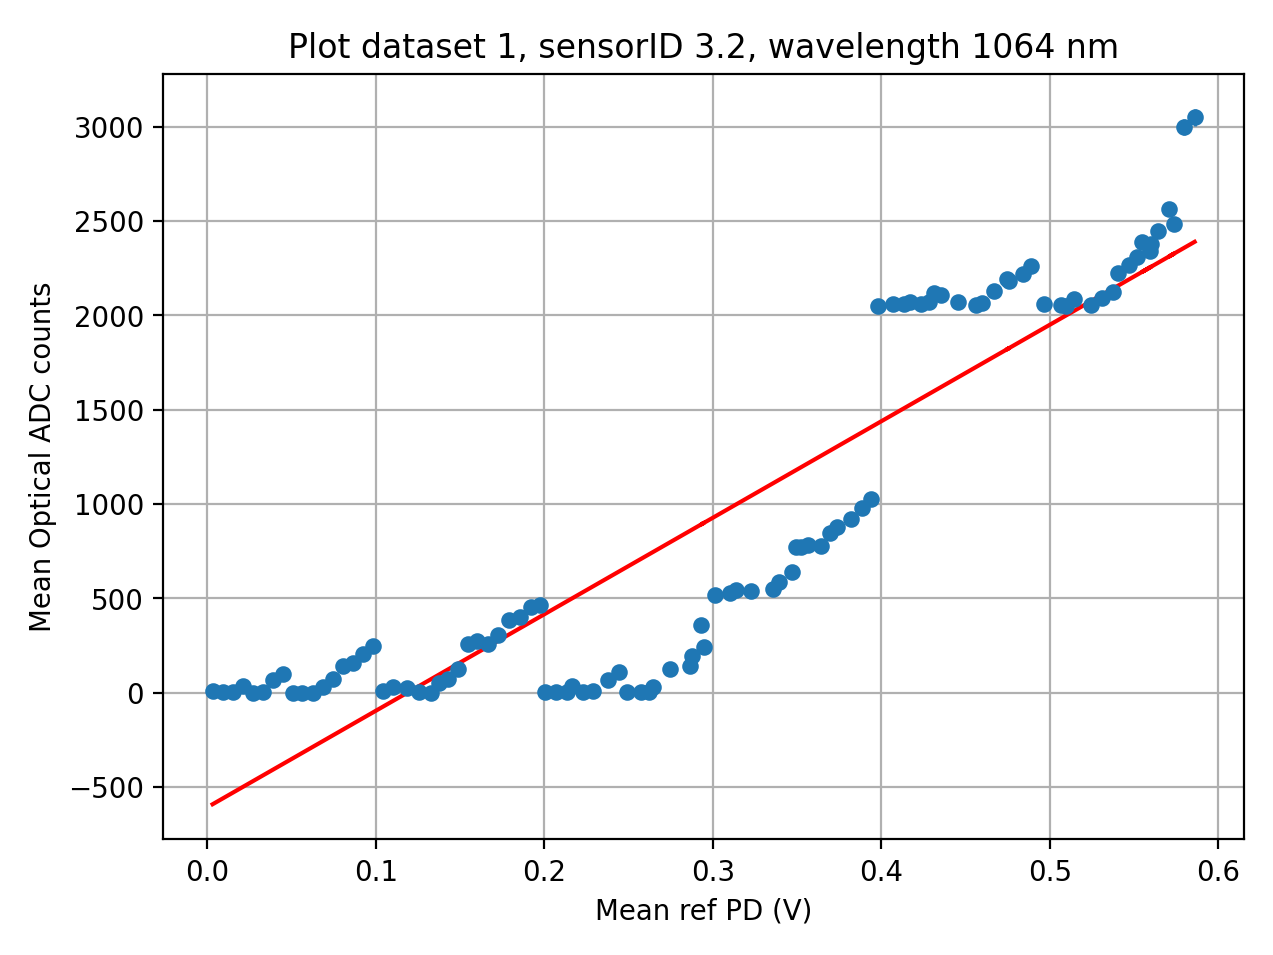 Plot dataset 1, sensorID 3.2, wavelength 1064 nm
3000
2500
2000
1500
1000
500
0
−500
Mean Optical ADC counts
0.0 0.1 0.2 0.3 0.4 0.5 0.6
Mean ref PD (V)